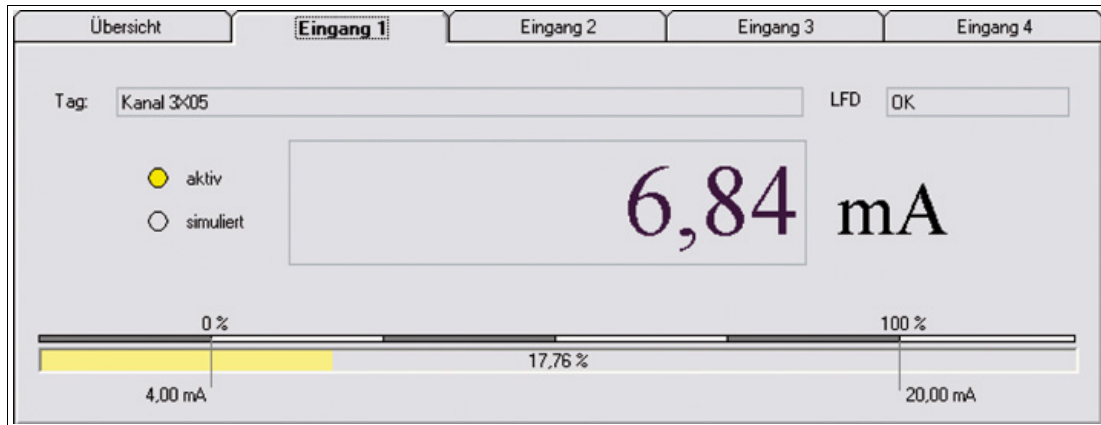 Übersicht Eingang 1 Eingang 2 Eingang 3 Eingang 4
Tag: Kanal 3X05 LFD OK
aktiv
simuliert
6,84 mA
0 % 100 %
17,76 %
4,00 mA 20,00 mA